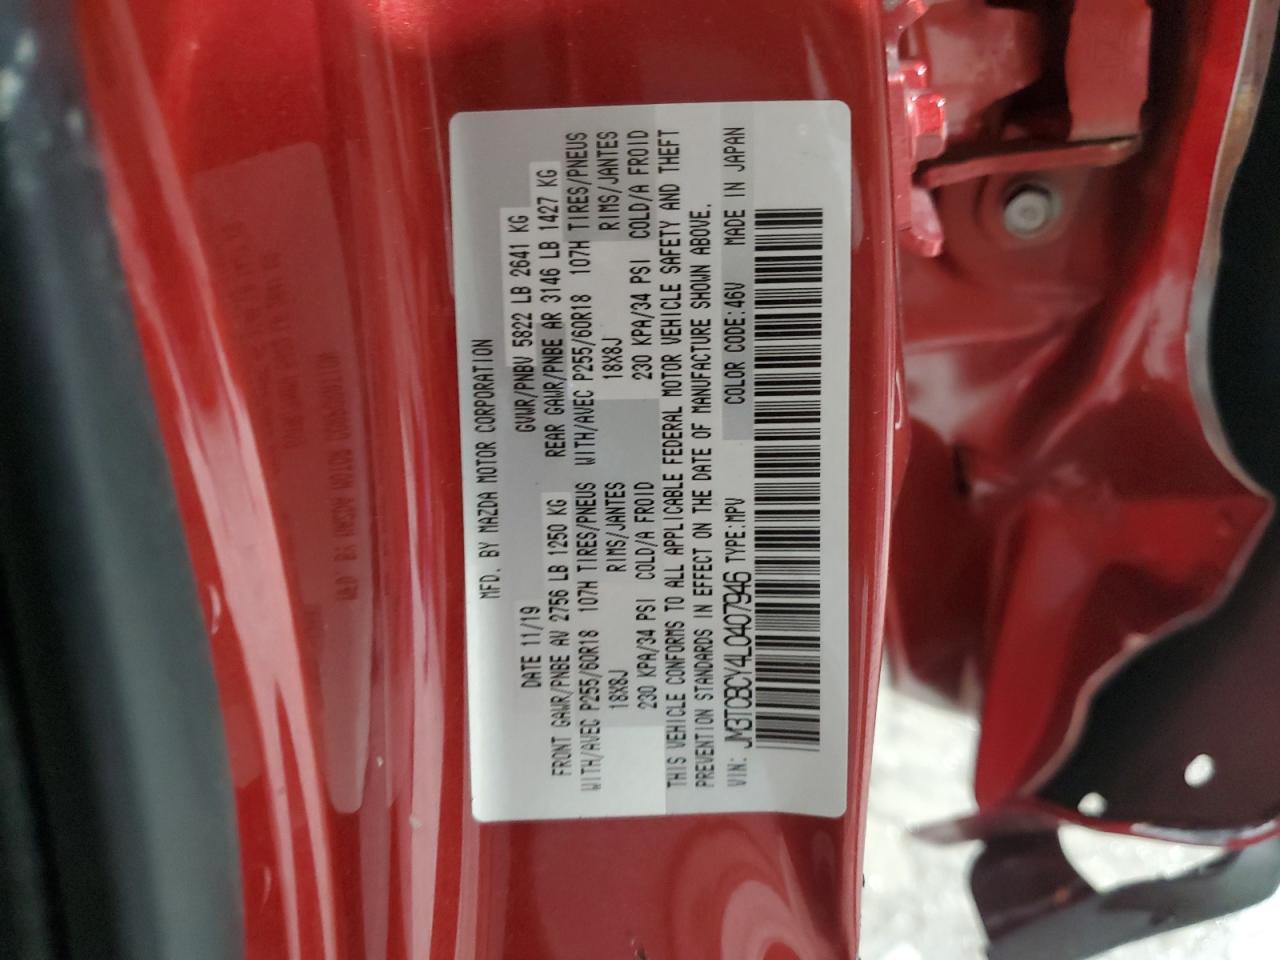 MFD. BY MAZDA MOTOR CORPORATION
DATE 11/19 GVWR/PNBV 5822 LB 2641 KG
FRONT GAWR/PNBE AV 2756 LB 1250 KG REAR GAWR/PNBE AR 3146 LB 1427 KG
WITH/AVEC P255/60R18 107H TIRES/PNEUS WITH/AVEC P255/60R18 107H TIRES/PNEUS
18X8J RIMS/JANTES 18X8J RIMS/JANTES
230 KPA/34 PSI COLD/A FROID 230 KPA/34 PSI COLD/A FROID
THIS VEHICLE CONFORMS TO ALL APPLICABLE FEDERAL MOTOR VEHICLE SAFETY AND THEFT
PREVENTION STANDARDS IN EFFECT ON THE DATE OF MANUFACTURE SHOWN ABOVE.
VIN: JM3TCBCY4L0407946 TYPE:MPV COLOR CODE:46V MADE IN JAPAN